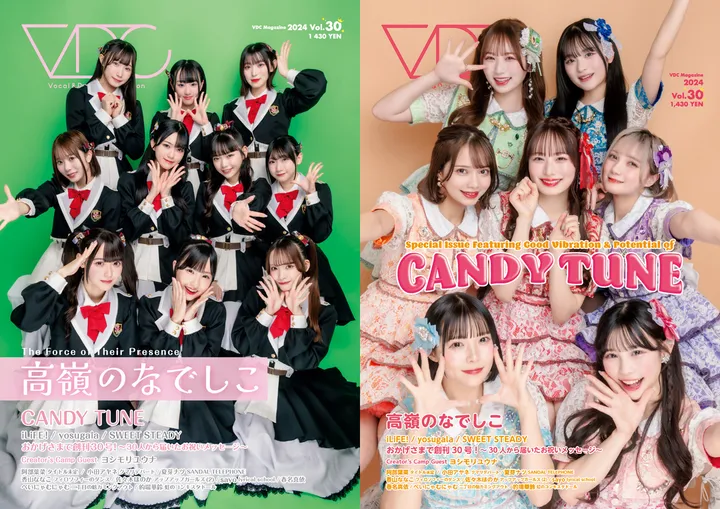 VDC
Vocal&D
VDC Magazine 2024 Vol.30
1,430 YEN
The Force of Their Presence
高嶺のなでしこ
CANDY TUNE
iLiFE! / yosugala / SWEET STEADY
おかげさまで創刊30号!〜30人から届いたお祝いメッセージ〜
Creator's Camp Guest ヨシモリユウナ
VDC
VDC Magazine
2024
Vol.30
1,430 YEN
Special Issue Featuring Good Vibration & Potential of
CANDY TUNE
高嶺のなでしこ
iLiFE! / yosugala / SWEET STEADY
おかげさまで創刊30号!〜30人から届いたお祝いメッセージ〜
Creator's Camp Guest ヨシモリユウナ